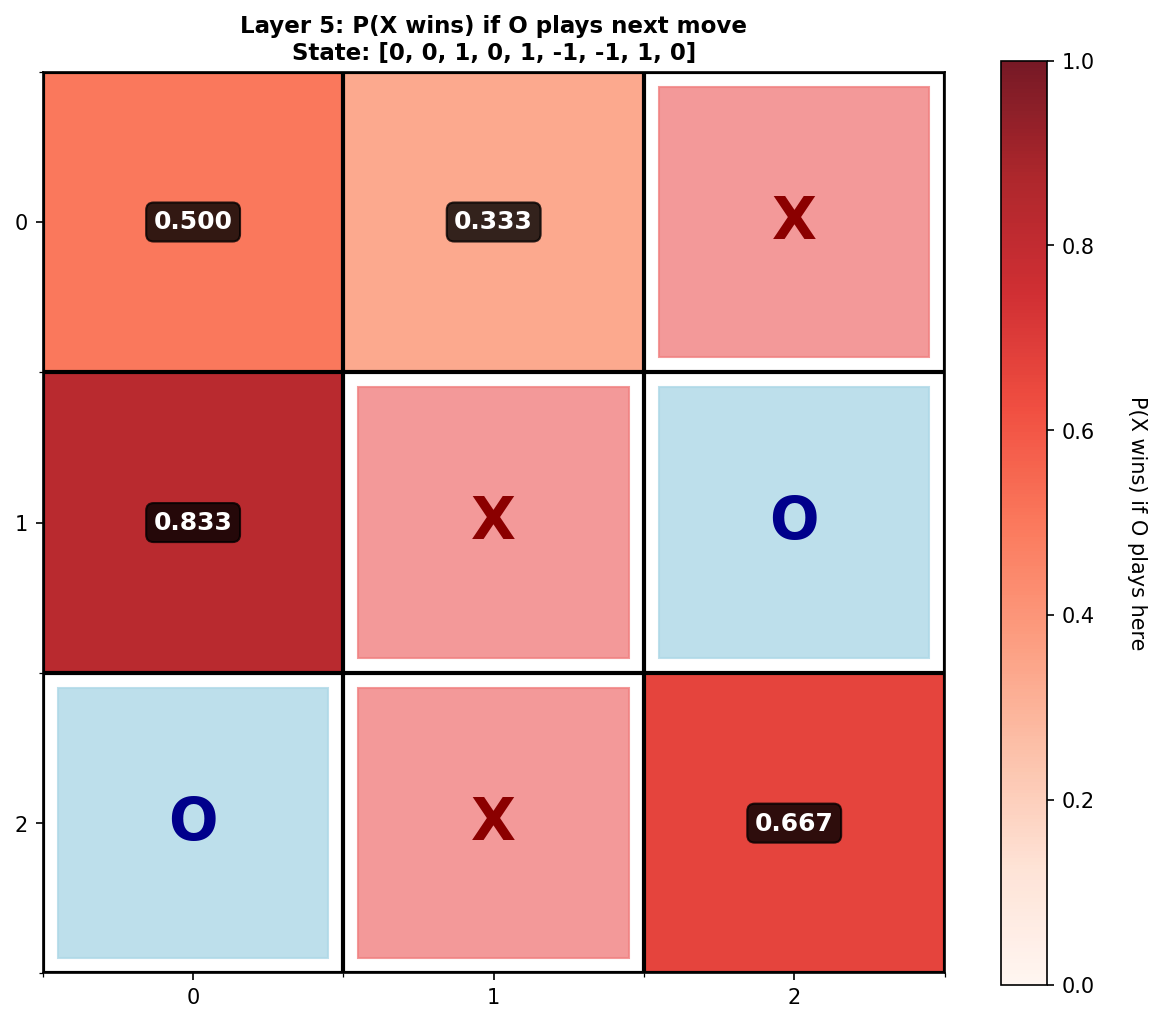 Layer 5: P(X wins) if O plays next move
State: [0, 0, 1, 0, 1, -1, -1, 1, 0]
0.500
0.333
X
0.833
X
O
O
X
0.667
0
1
2
0
1
2
1.0
0.8
0.6
0.4
0.2
0.0
P(X wins) if O plays here